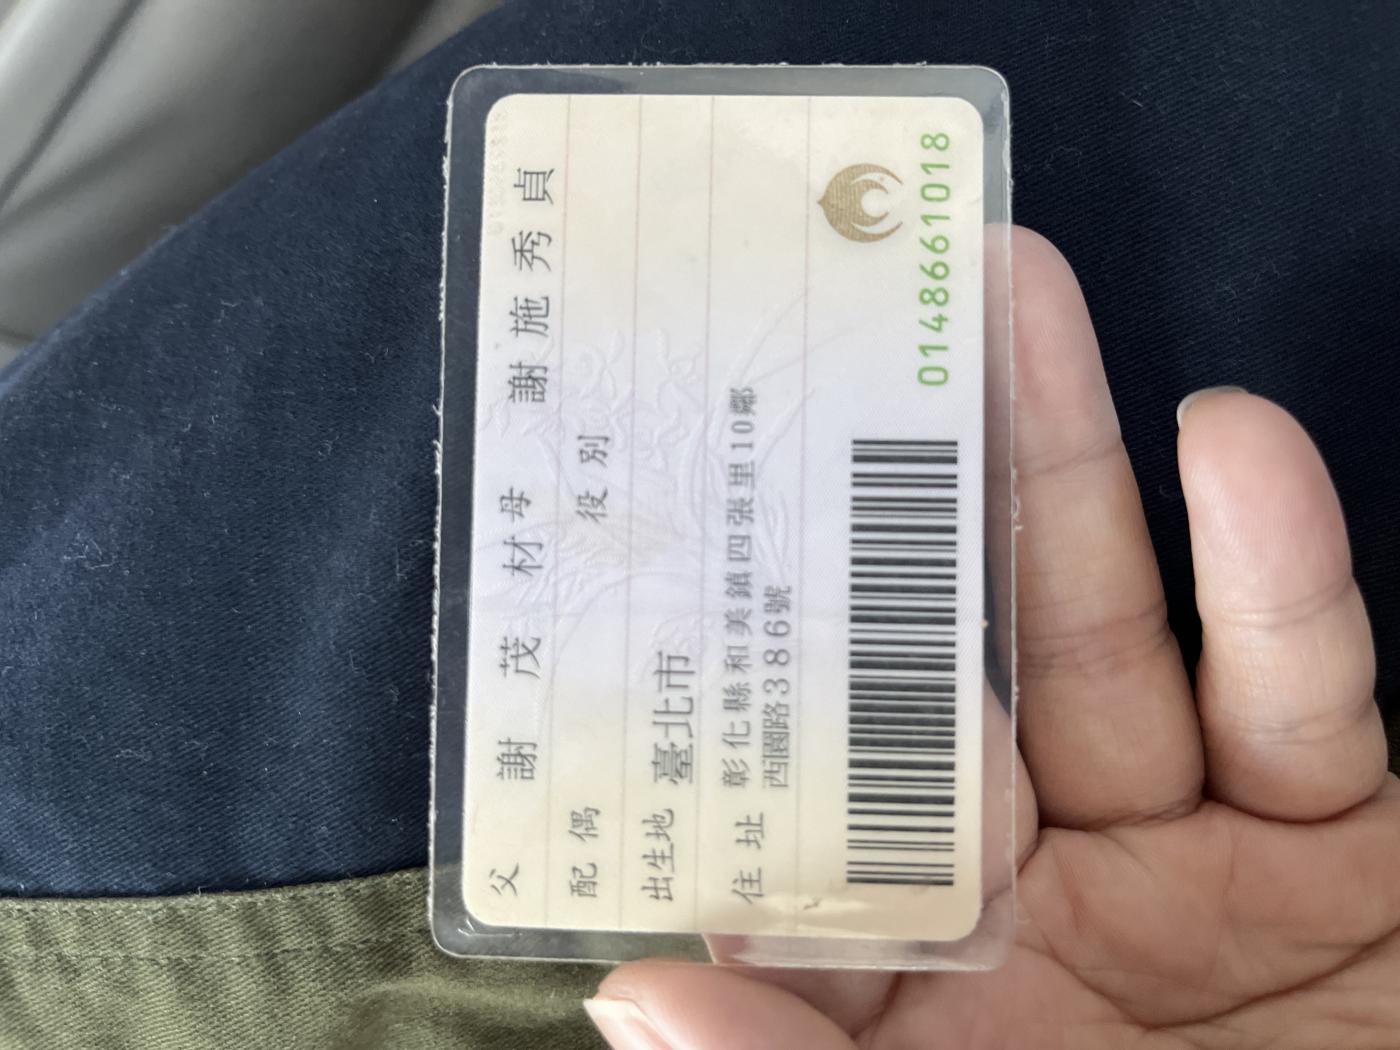 父 謝 茂 材 母 謝 施 秀 貞
配 偶 役 別
出生地 臺北市
住 址 彰化縣和美鎮四張里10鄰
西園路386號
0148661018